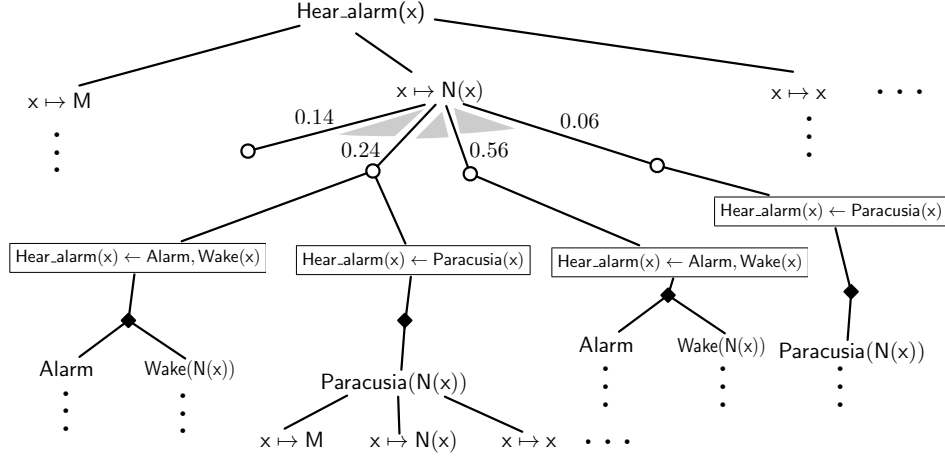 Hear_alarm(x)
x ↦ M
x ↦ N(x)
x ↦ x
. . .
0.14
0.24
0.56
0.06
Hear_alarm(x) ← Paracusia(x)
Hear_alarm(x) ← Alarm, Wake(x)
Hear_alarm(x) ← Paracusia(x)
Hear_alarm(x) ← Alarm, Wake(x)
Alarm
Wake(N(x))
Paracusia(N(x))
Alarm
Wake(N(x))
Paracusia(N(x))
x ↦ M
x ↦ N(x)
x ↦ x
. . .